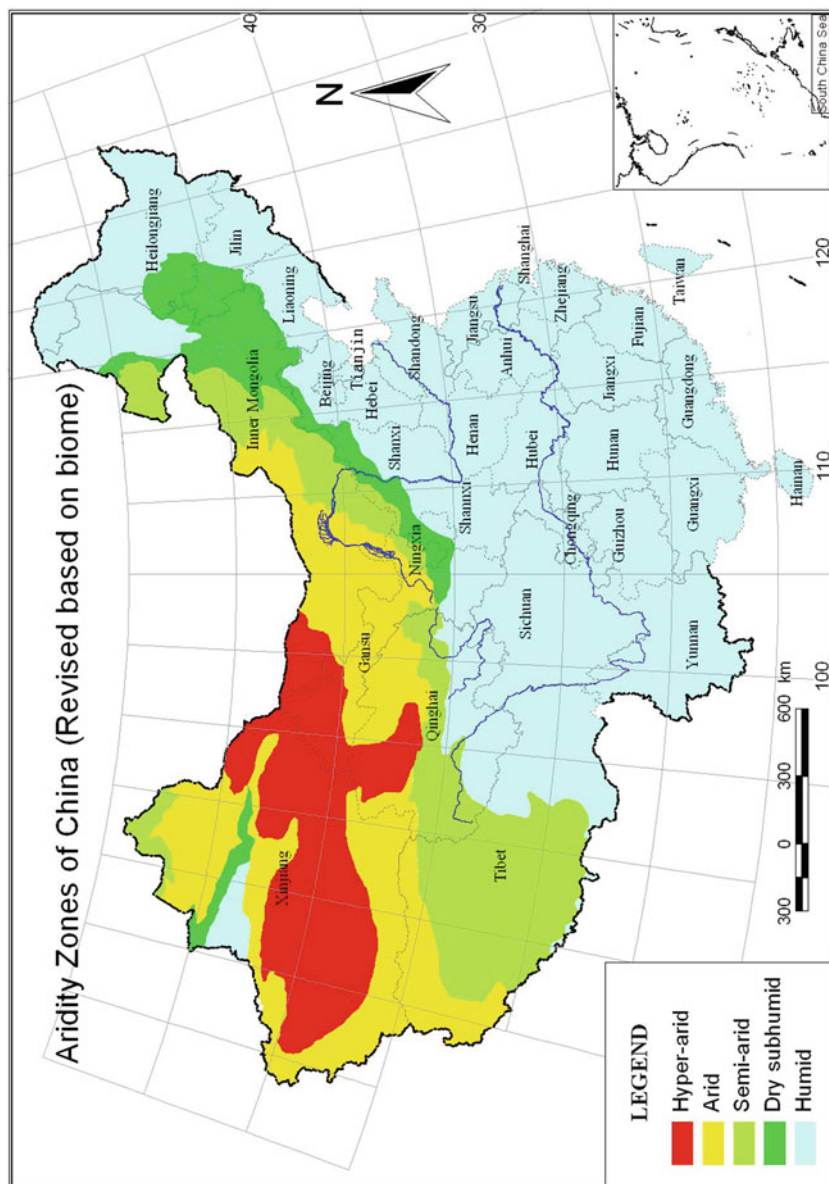 Aridity Zones of China (Revised based on biome)
40
30
N
Heilongjiang
Jilin
Liaoning
Inner Mongolia
Beijing
Tianjin
Hebei
Shanxi
Shandong
Xinjiang
Gansu
Ningxia
Qinghai
Shannxi
Henan
Jiangsu
Anhui
Shanghai
Tibet
Sichuan
Chongqing
Hubei
Zhejiang
Guizhou
Hunan
Jiangxi
Fujian
Yunnan
Guangxi
Guangdong
Taiwan
Hainan
100
110
120
LEGEND
Hyper-arid
Arid
Semi-arid
Dry subhumid
Humid
300 0 300 600 km
South China Sea